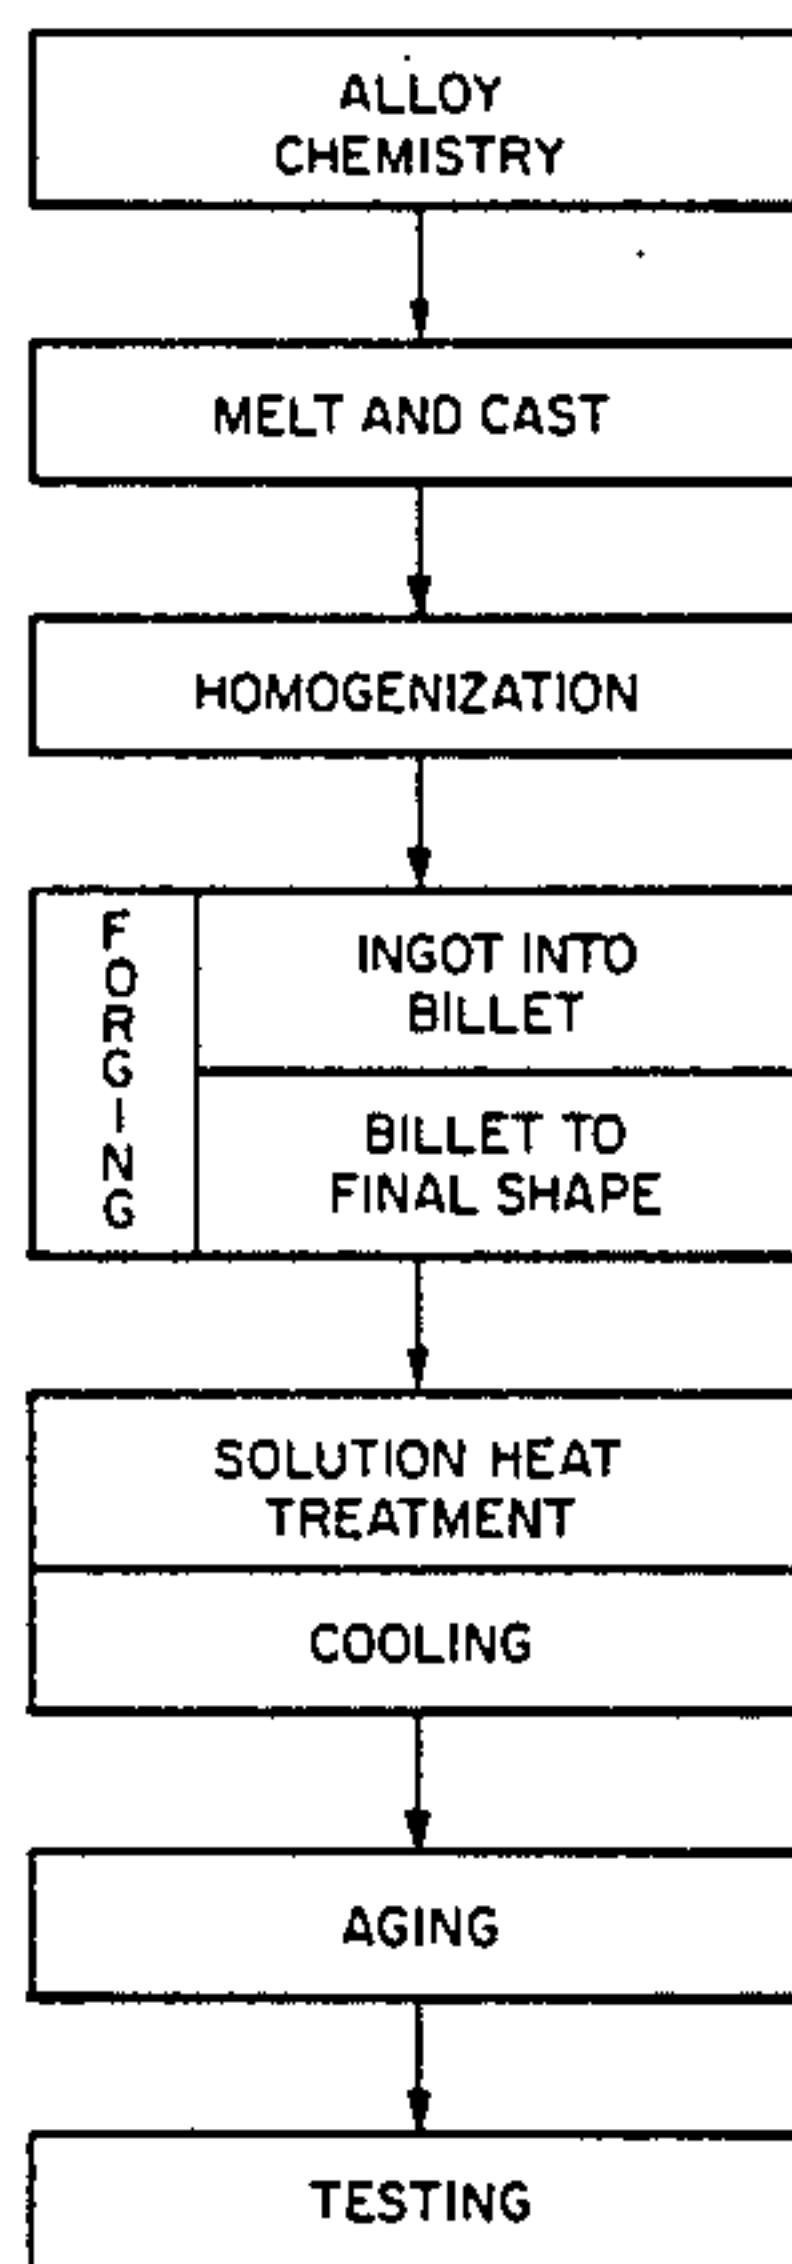 ALLOY
CHEMISTRY
MELT AND CAST
HOMOGENIZATION
FORGING
INGOT INTO
BILLET
BILLET TO
FINAL SHAPE
SOLUTION HEAT
TREATMENT
COOLING
AGING
TESTING